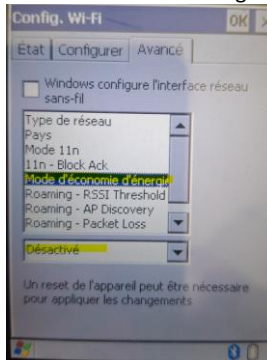 Config. Wi-Fi
OK
Etat
Configurer
Avancé
Windows configure l'interface réseau
sans-fil
Type de réseau
Pays
Mode 11n
11n - Block Ack
Mode d'économie d'énergie
Roaming - RSSI Threshold
Roaming - AP Discovery
Roaming - Packet Loss
Désactivé
Un reset de l'appareil peut être nécessaire
pour appliquer les changements